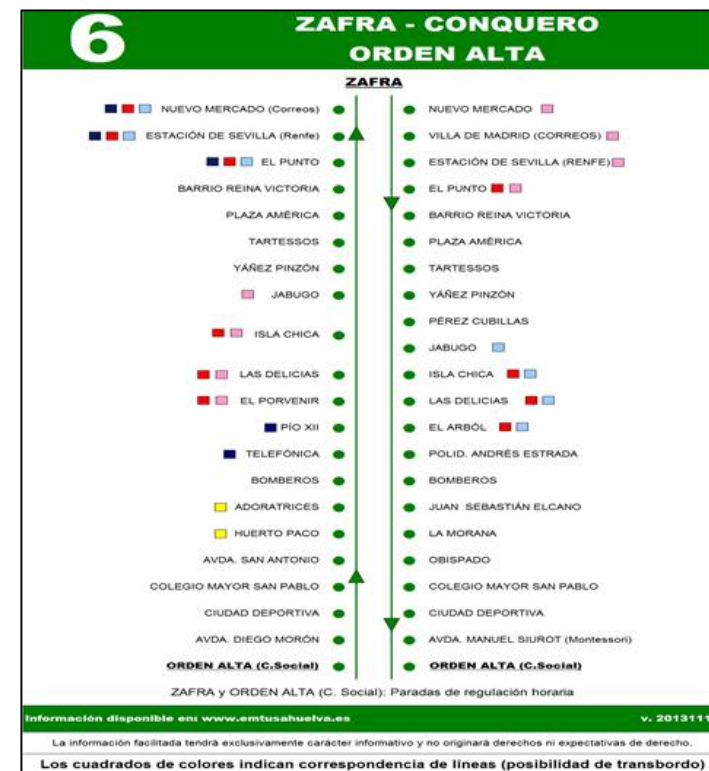 6
ZAFRA - CONQUERO
ORDEN ALTA
ZAFRA
NUEVO MERCADO (Correos)
ESTACIÓN DE SEVILLA (Renfe)
EL PUNTO
BARRIO REINA VICTORIA
PLAZA AMÉRICA
TARTESSOS
YÁÑEZ PINZÓN
JABUGO
ISLA CHICA
LAS DELICIAS
EL PORVENIR
PÍO XII
TELEFÓNICA
BOMBEROS
ADORATRICES
HUERTO PACO
AVDA. SAN ANTONIO
COLEGIO MAYOR SAN PABLO
CIUDAD DEPORTIVA
AVDA. DIEGO MORÓN
ORDEN ALTA (C.Social)
NUEVO MERCADO
VILLA DE MADRID (CORREOS)
ESTACIÓN DE SEVILLA (RENFE)
EL PUNTO
BARRIO REINA VICTORIA
PLAZA AMÉRICA
TARTESSOS
YÁÑEZ PINZÓN
PÉREZ CUBILLAS
JABUGO
ISLA CHICA
LAS DELICIAS
EL ARBÓL
POLID. ANDRÉS ESTRADA
BOMBEROS
JUAN SEBASTIÁN ELCANO
LA MORANA
OBISPADO
COLEGIO MAYOR SAN PABLO
CIUDAD DEPORTIVA
AVDA. MANUEL SIUROT (Montessori)
ORDEN ALTA (C.Social)
ZAFRA y ORDEN ALTA (C. Social): Paradas de regulación horaria
Información disponible en: www.emtusahuelva.es
v. 2013111
La información facilitada tendrá exclusivamente carácter informativo y no originará derechos ni expectativas de derecho.
Los cuadrados de colores indican correspondencia de líneas (posibilidad de transbordo)